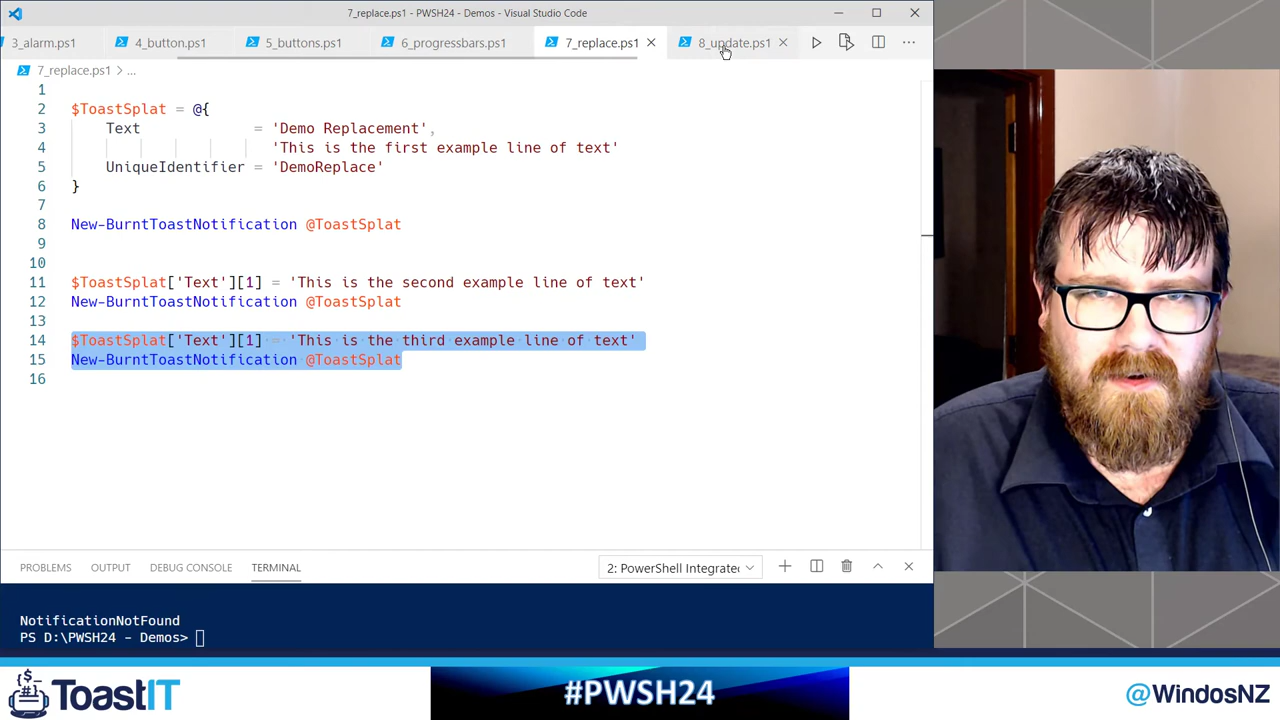 7_replace.ps1 - PWSH24 - Demos - Visual Studio Code
3_alarm.ps1 4_button.ps1 5_buttons.ps1 6_progressbars.ps1 7_replace.ps1 8_update.ps1
7_replace.ps1 > ...
1
2 $ToastSplat = @{
3 Text = 'Demo Replacement',
4 'This is the first example line of text'
5 UniqueIdentifier = 'DemoReplace'
6 }
7
8 New-BurntToastNotification @ToastSplat
9
10
11 $ToastSplat['Text'][1] = 'This is the second example line of text'
12 New-BurntToastNotification @ToastSplat
13
14 $ToastSplat['Text'][1] = 'This is the third example line of text'
15 New-BurntToastNotification @ToastSplat
16
PROBLEMS OUTPUT DEBUG CONSOLE TERMINAL 2: PowerShell Integrated
NotificationNotFound
PS D:\PWSH24 - Demos>
ToastIT #PWSH24 @WindosNZ